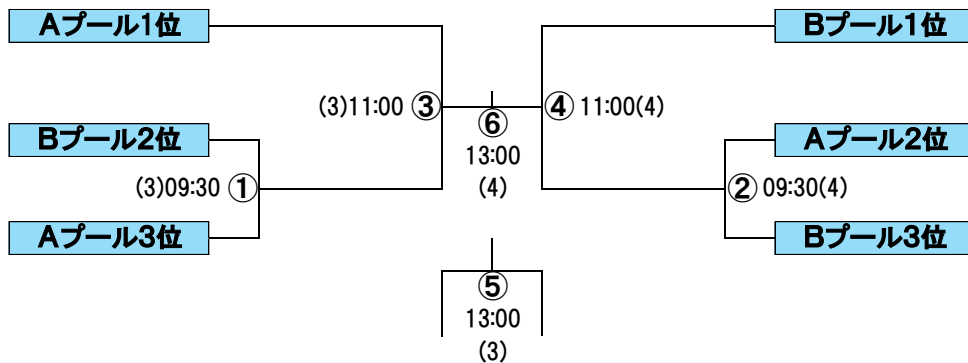 Aプール1位
Bプール1位
(3)11:00 ③
④ 11:00(4)
⑥
13:00
(4)
Bプール2位
Aプール2位
(3)09:30 ①
② 09:30(4)
Aプール3位
Bプール3位
⑤
13:00
(3)